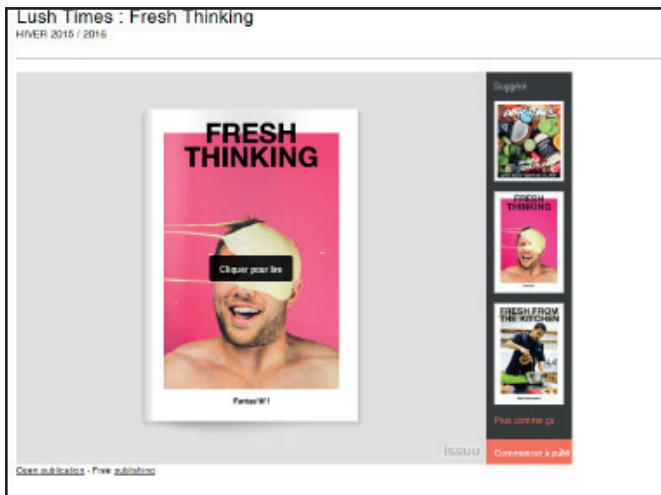 Lush Times : Fresh Thinking
HIVER 2015 / 2016
FRESH
THINKING
Cliquer pour lire
issuu
Open publication - Free publishing
Suggéré
FRESH
THINKING
FRESH FROM
THE KITCHEN
Plus comme ça
Commencer à